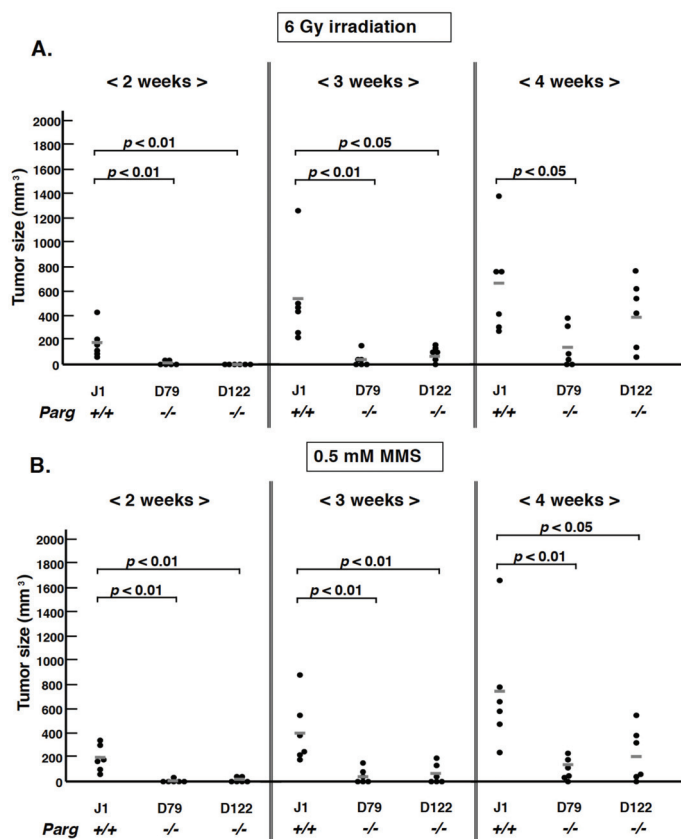 6 Gy irradiation
A.
< 2 weeks > < 3 weeks > < 4 weeks >
Tumor size (mm³)
2000
1800
1600
1400
1200
1000
800
600
400
200
0
p < 0.01
p < 0.01
p < 0.05
p < 0.01
p < 0.05
J1 D79 D122 J1 D79 D122 J1 D79 D122
Parg +/+ -/- -/- +/+ -/- -/- +/+ -/- -/-
0.5 mM MMS
B.
< 2 weeks > < 3 weeks > < 4 weeks >
Tumor size (mm³)
2000
1800
1600
1400
1200
1000
800
600
400
200
0
p < 0.01
p < 0.01
p < 0.01
p < 0.01
p < 0.05
p < 0.01
J1 D79 D122 J1 D79 D122 J1 D79 D122
Parg +/+ -/- -/- +/+ -/- -/- +/+ -/- -/-